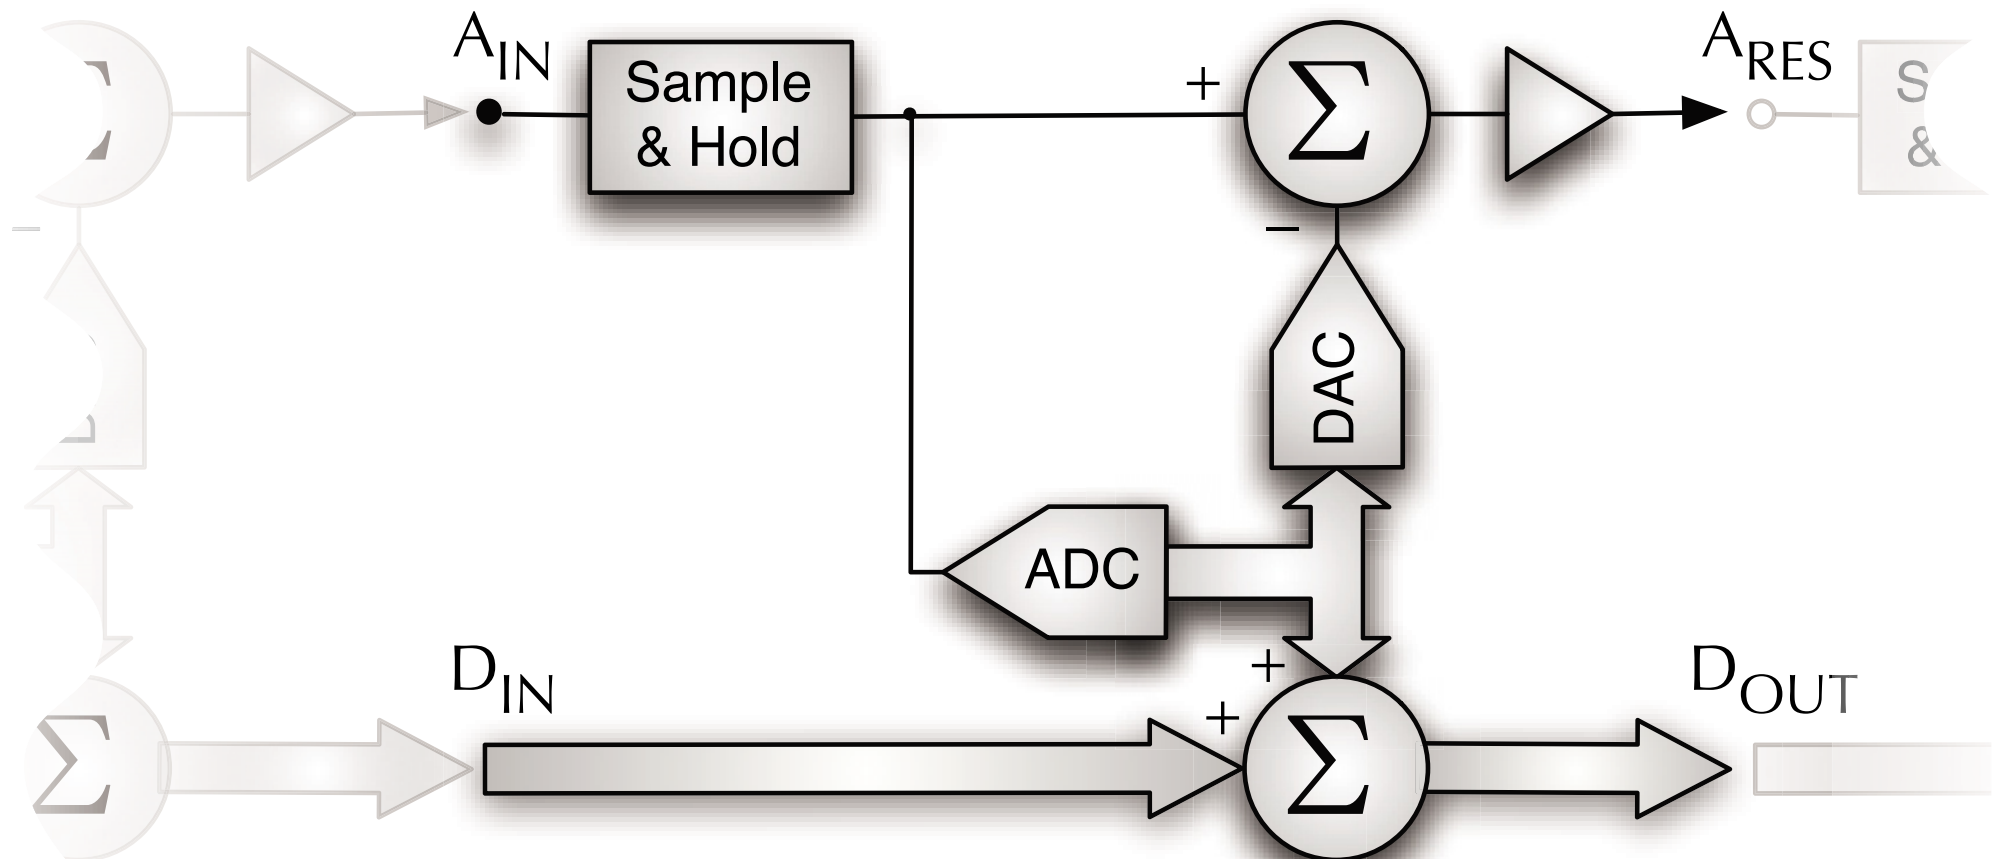 A_IN
Sample
& Hold
+
Σ
A_RES
S
&
Σ
−
−
DAC
ADC
D_IN
+
+
Σ
D_OUT
Σ